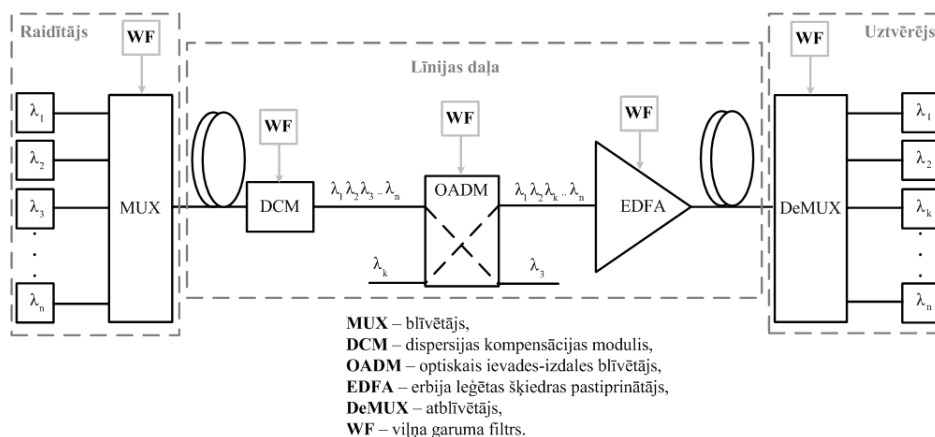 Raidītājs
WF
Līnijas daļa
WF
Uztvērējs
WF
WF
WF
λ₁
λ₂
λ₃
λₙ
MUX
DCM
λ₁λ₂λ₃..λₙ
OADM
λₖ
λ₁λ₂λₖ..λₙ
λ₃
EDFA
DeMUX
λ₁
λ₂
λₖ
λₙ
MUX – blīvētājs,
DCM – dispersijas kompensācijas modulis,
OADM – optiskais ievades-izdales blīvētājs,
EDFA – erbija leģētas šķiedras pastiprinātājs,
DeMUX – atblīvētājs,
WF – viļņa garuma filtrs.